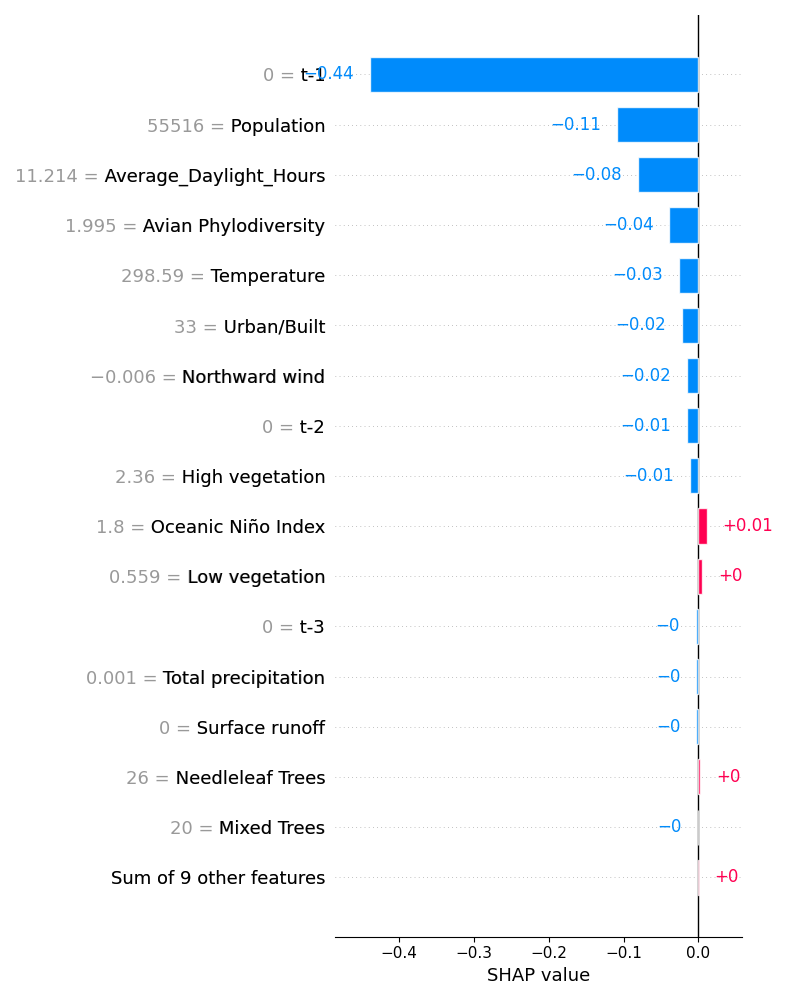 0 = t-1 −0.44
55516 = Population −0.11
11.214 = Average_Daylight_Hours −0.08
1.995 = Avian Phylodiversity −0.04
298.59 = Temperature −0.03
33 = Urban/Built −0.02
−0.006 = Northward wind −0.02
0 = t-2 −0.01
2.36 = High vegetation −0.01
1.8 = Oceanic Niño Index +0.01
0.559 = Low vegetation +0
0 = t-3 −0
0.001 = Total precipitation −0
0 = Surface runoff −0
26 = Needleleaf Trees +0
20 = Mixed Trees −0
Sum of 9 other features +0
−0.4 −0.3 −0.2 −0.1 0.0
SHAP value